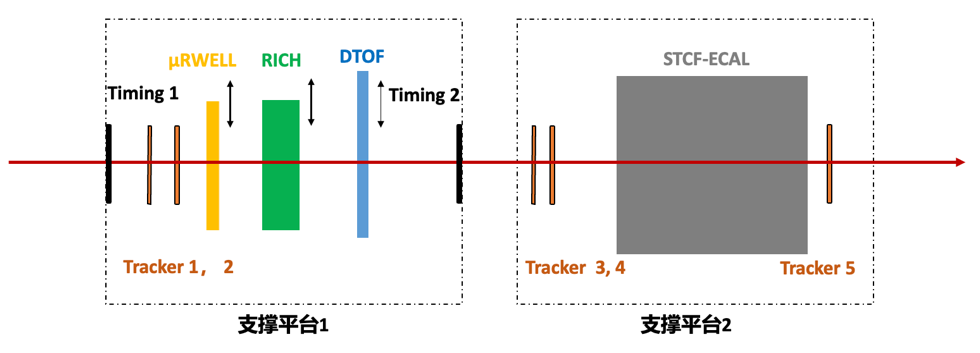 μRWELL
RICH
DTOF
STCF-ECAL
Timing 1
Timing 2
Tracker 1， 2
Tracker 3, 4
Tracker 5
支撑平台1
支撑平台2